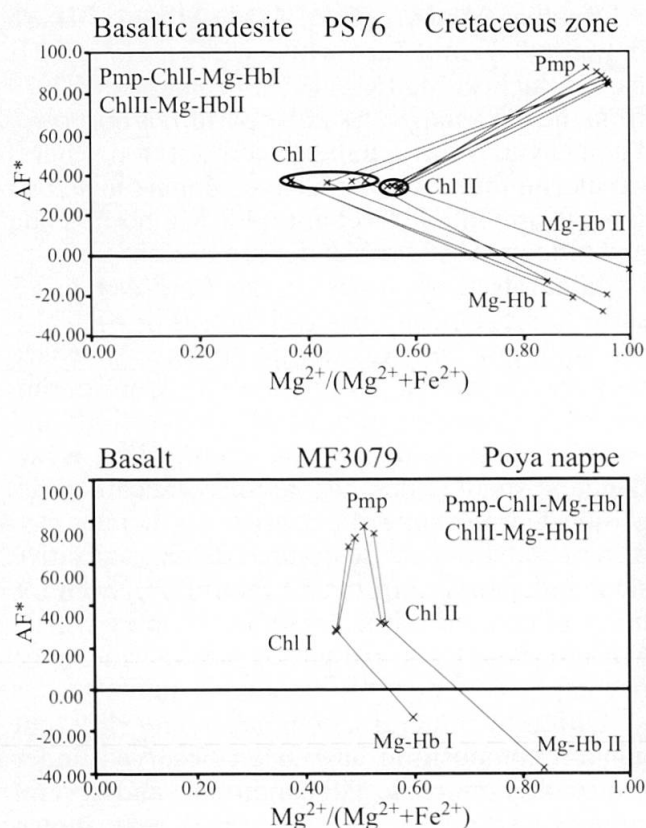 Basaltic andesite PS76 Cretaceous zone
100.0
Pmp-ChlII-Mg-HbI
ChlIII-Mg-HbII
Pmp
80.00
60.00
AF*
Chl I
40.00
Chl II
20.00
Mg-Hb II
0.00
-20.00
Mg-Hb I
-40.00
0.00 0.20 0.40 0.60 0.80 1.00
Mg2+/(Mg2++Fe2+)
Basalt MF3079 Poya nappe
100.0
Pmp
Pmp-ChlI-Mg-HbI
ChlII-Mg-HbII
80.00
60.00
AF*
40.00
Chl I
Chl II
20.00
0.00
-20.00
Mg-Hb I
Mg-Hb II
-40.00
0.00 0.20 0.40 0.60 0.80 1.00
Mg2+/(Mg2++Fe2+)